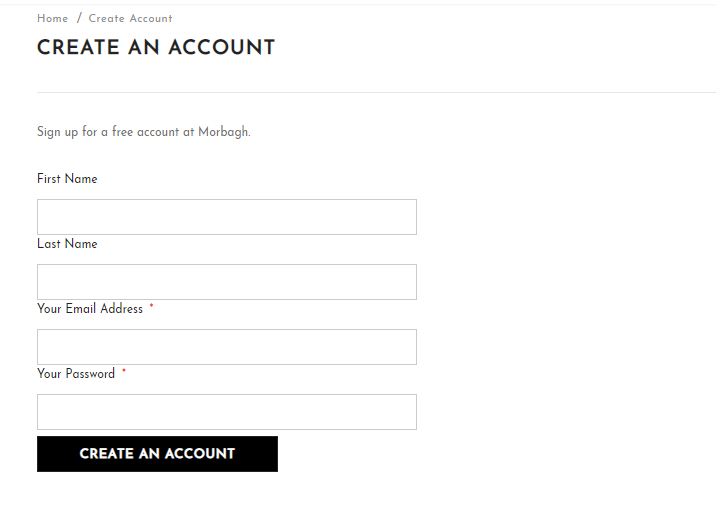 Home / Create Account
CREATE AN ACCOUNT
Sign up for a free account at Morbagh.
First Name
Last Name
Your Email Address *
Your Password *
CREATE AN ACCOUNT